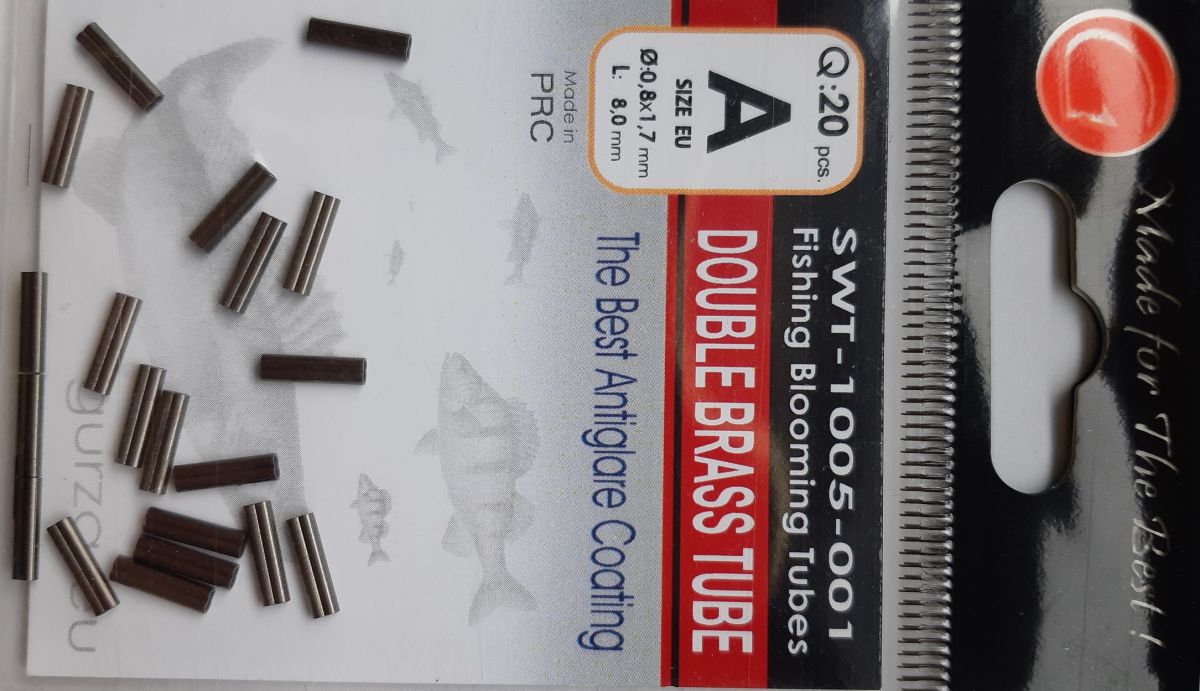 Made for The Best!
Q:20 pcs.
A
SIZE EU
Ø:0,8x1,7 mm
L: 8,0 mm
Made in
PRC
SWT-1005-001
Fishing Blooming Tubes
DOUBLE BRASS TUBE
The Best Antiglare Coating